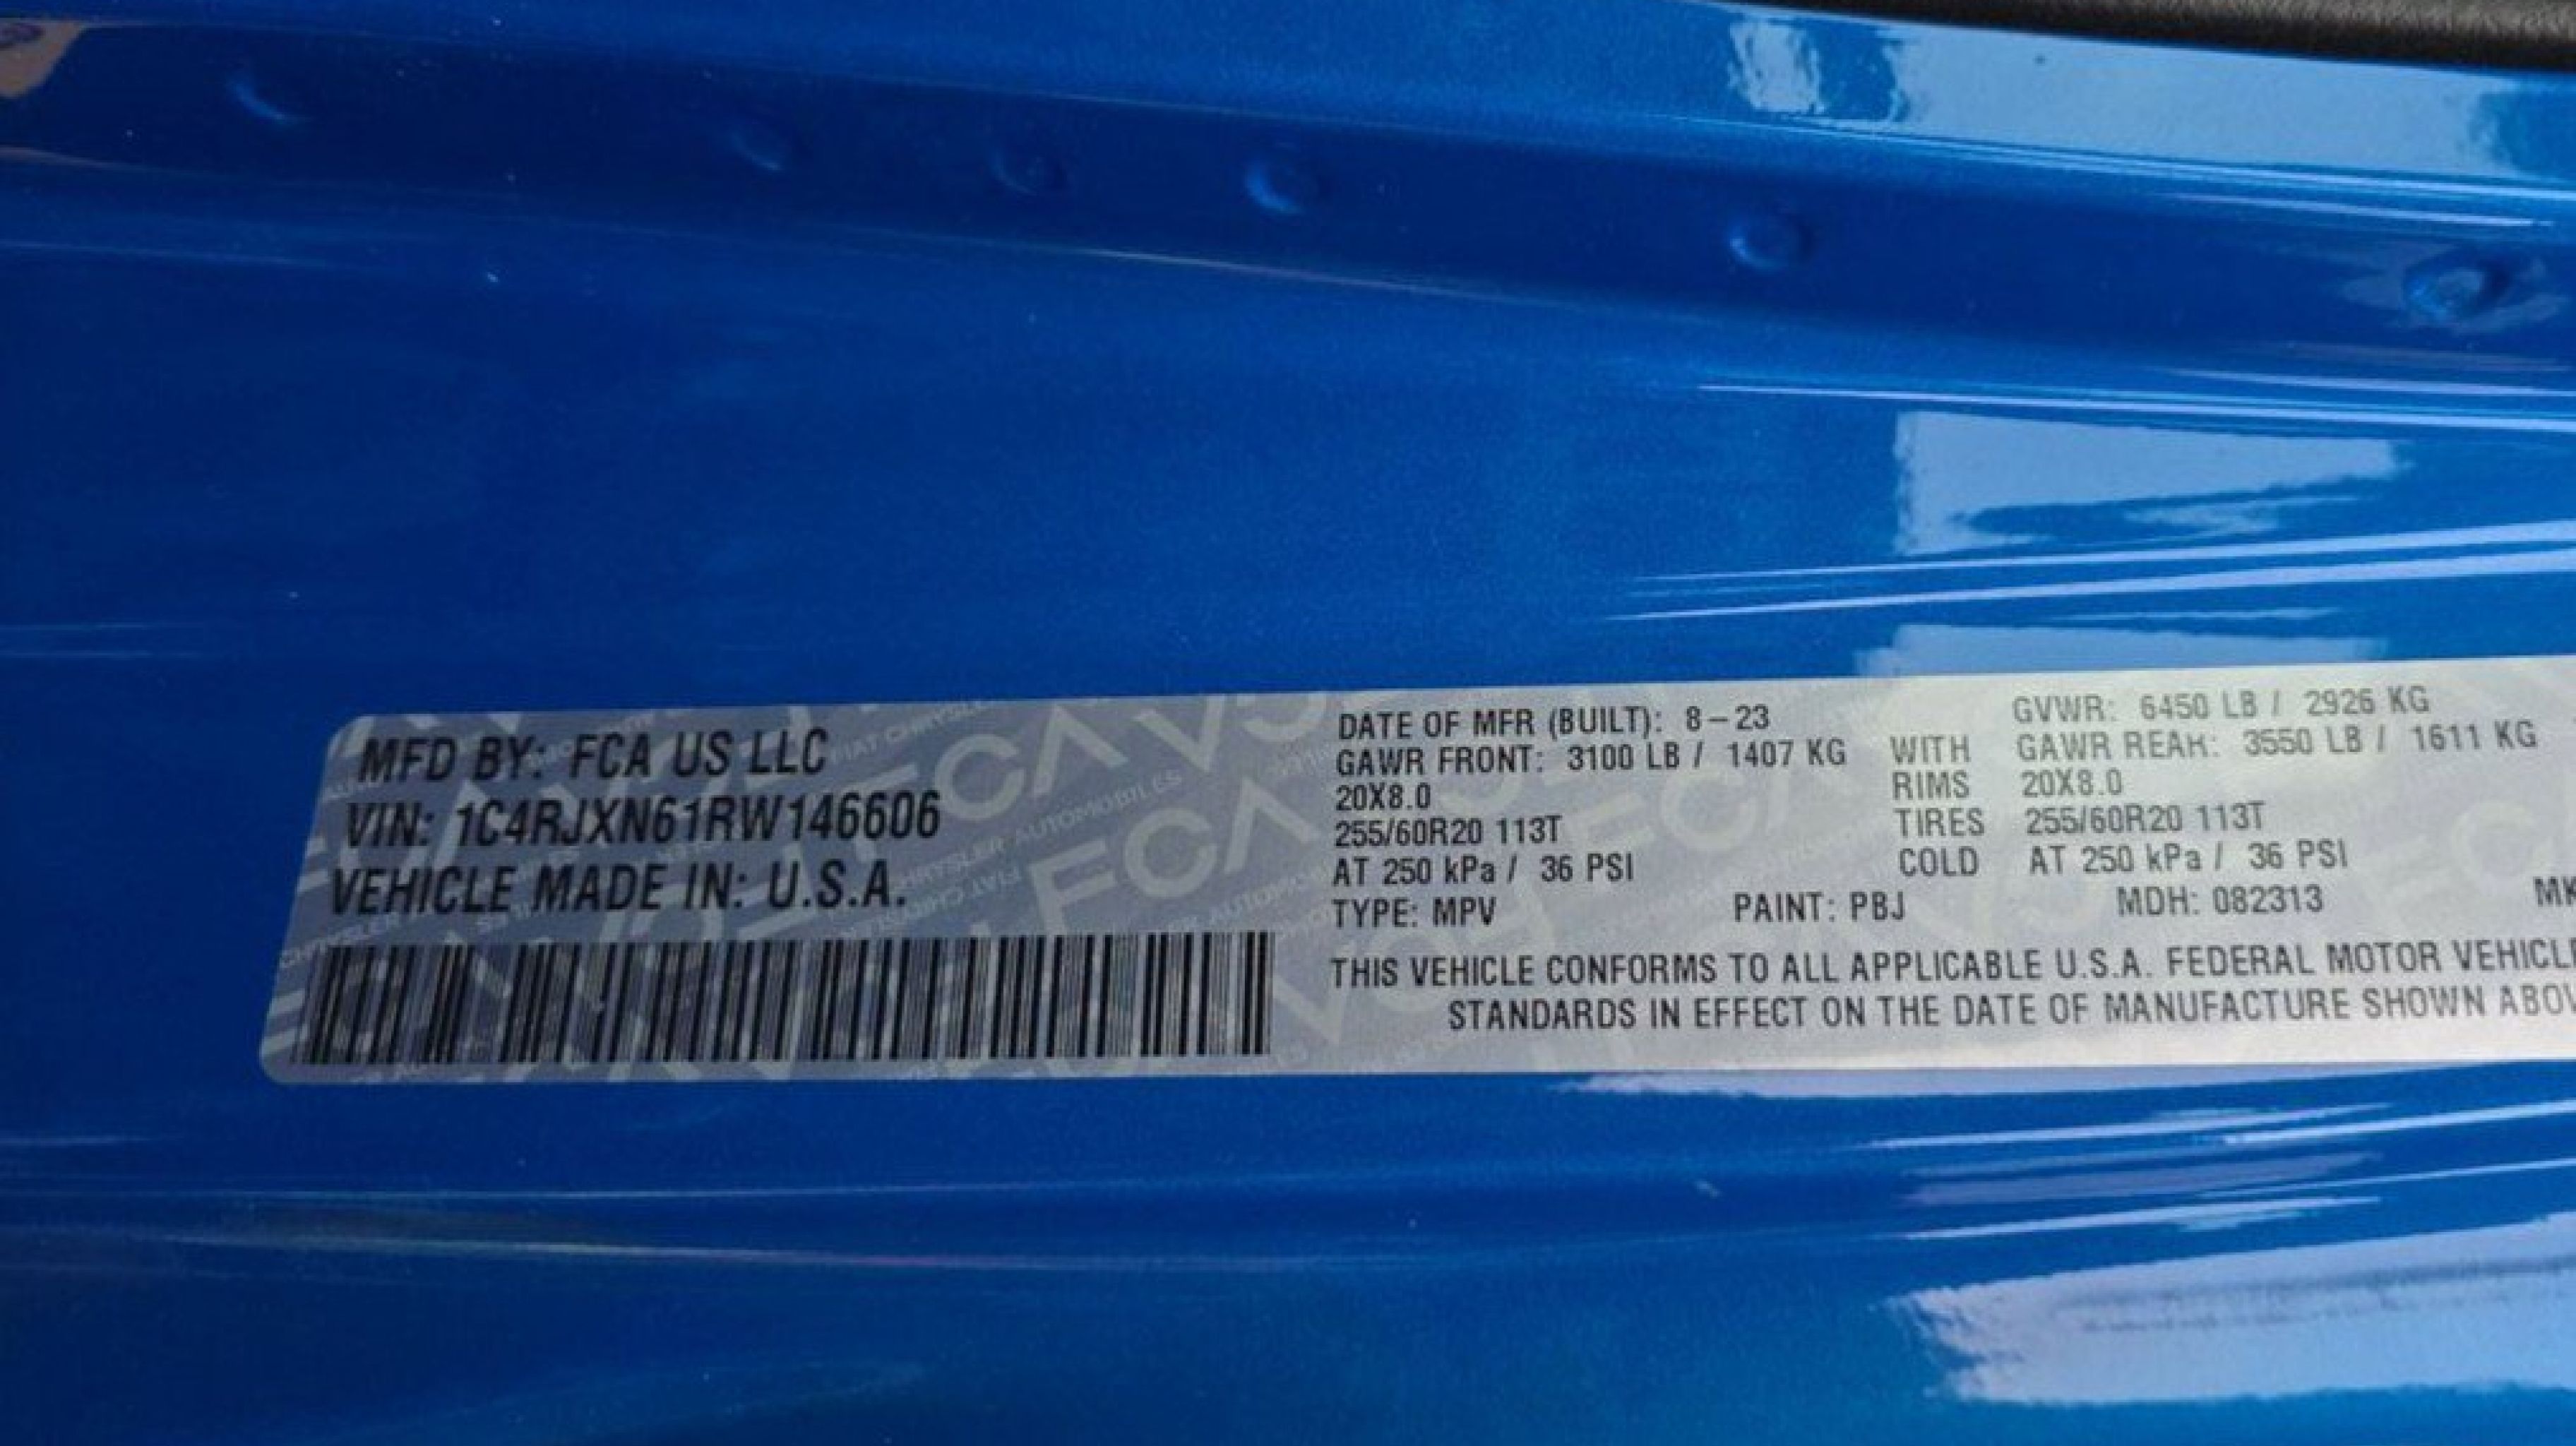 MFD BY: FCA US LLC
VIN: 1C4RJXN61RW146606
VEHICLE MADE IN: U.S.A.
DATE OF MFR (BUILT): 8-23 GVWR: 6450 LB / 2926 KG
GAWR FRONT: 3100 LB / 1407 KG WITH GAWR REAR: 3550 LB / 1611 KG
20X8.0 RIMS 20X8.0
255/60R20 113T TIRES 255/60R20 113T
AT 250 kPa / 36 PSI COLD AT 250 kPa / 36 PSI
TYPE: MPV PAINT: PBJ MDH: 082313 MK
THIS VEHICLE CONFORMS TO ALL APPLICABLE U.S.A. FEDERAL MOTOR VEHICLE
STANDARDS IN EFFECT ON THE DATE OF MANUFACTURE SHOWN ABOV